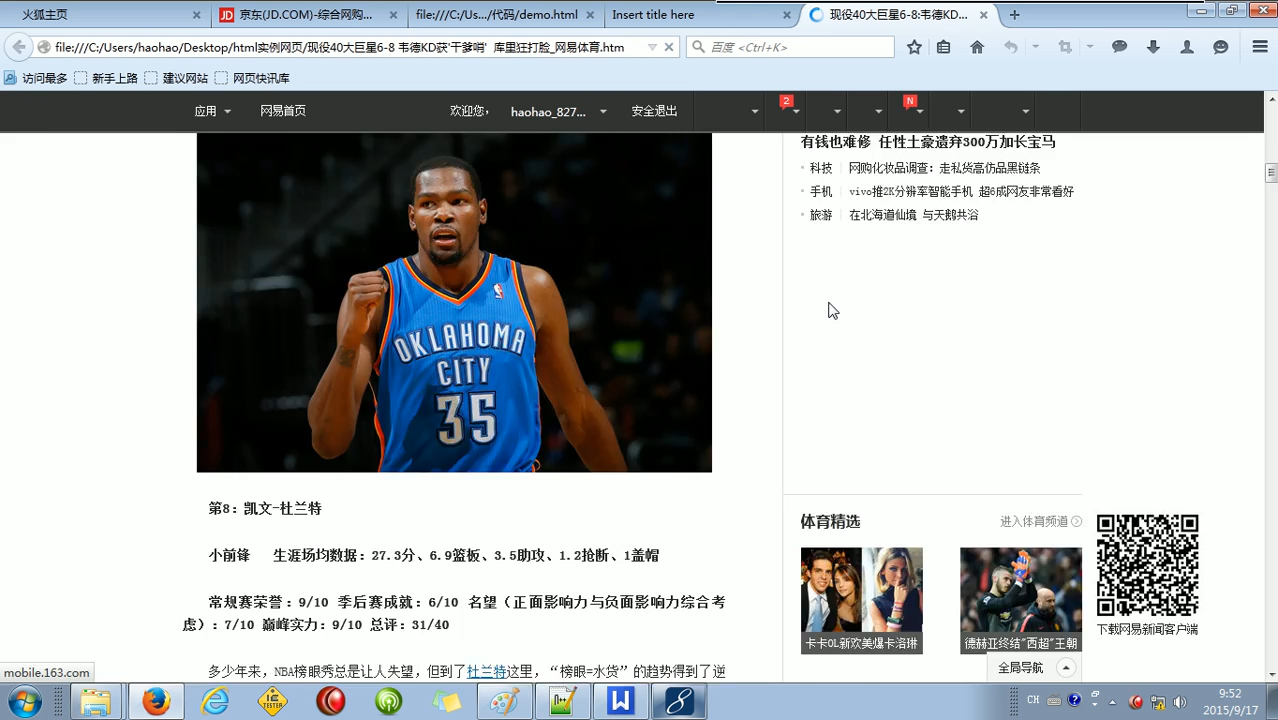 火狐主页
京东(JD.COM)-综合网购...
file:///C:/Us.../代码/demo.html
Insert title here
现役40大巨星6-8:韦德KD...
file:///C:/Users/haohao/Desktop/html实例网页/现役40大巨星6-8 韦德KD获'干爹啪' 库里狂打脸_网易体育.htm
百度 <Ctrl+K>
访问最多
新手上路
建议网站
网页快讯库
应用
网易首页
欢迎您，
haohao_827...
安全退出
2
N
有钱也难修 任性土豪遗弃300万加长宝马
科技
网购化妆品调查：走私货高仿品黑链条
手机
vivo推2K分辨率智能手机 超6成网友非常看好
旅游
在北海道仙境 与天鹅共浴
OKLAHOMA
CITY
35
第8：凯文-杜兰特
小前锋 生涯场均数据：27.3分、6.9篮板、3.5助攻、1.2抢断、1盖帽
常规赛荣誉：9/10 季后赛成就：6/10 名望（正面影响力与负面影响力综合考
虑）：7/10 巅峰实力：9/10 总评：31/40
多少年来，NBA榜眼秀总是让人失望，但到了杜兰特这里，“榜眼=水货”的趋势得到了逆
体育精选
进入体育频道
卡卡OL新欢美爆卡洛琳
德赫亚终结"西超"王朝
下载网易新闻客户端
全局导航
mobile.163.com
IE
TESTER
W
8
CH
9:52
2015/9/17